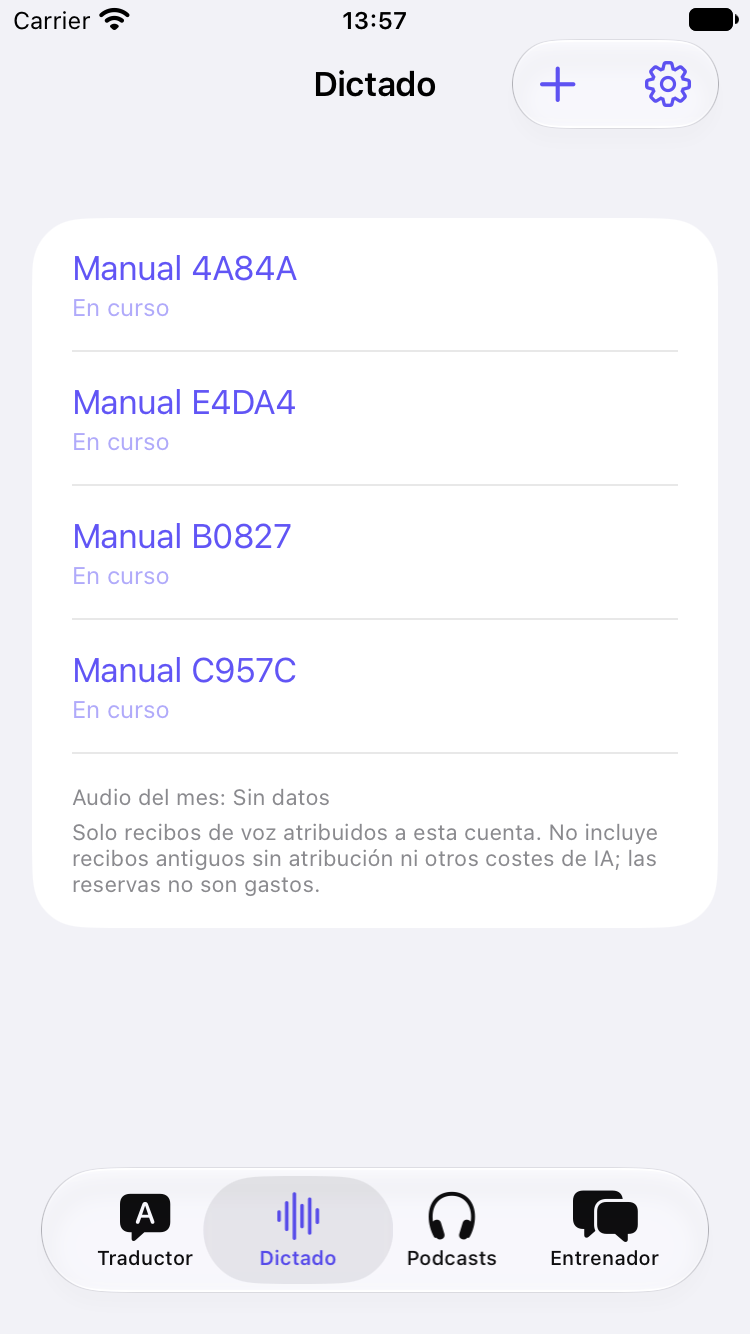 Carrier 13:57
Dictado
Manual 4A84A
En curso
Manual E4DA4
En curso
Manual B0827
En curso
Manual C957C
En curso
Audio del mes: Sin datos
Solo recibos de voz atribuidos a esta cuenta. No incluye
recibos antiguos sin atribución ni otros costes de IA; las
reservas no son gastos.
A
Traductor Dictado Podcasts Entrenador